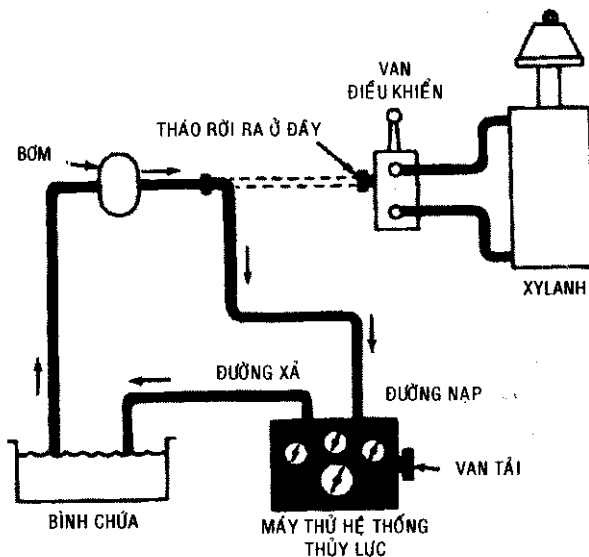 VAN
ĐIỀU KHIỂN
THÁO RỜI RA Ở ĐÂY
BƠM
XYLANH
ĐƯỜNG XẢ
ĐƯỜNG NẠP
VAN TẢI
BÌNH CHỨA
MÁY THỬ HỆ THỐNG
THỦY LỰC